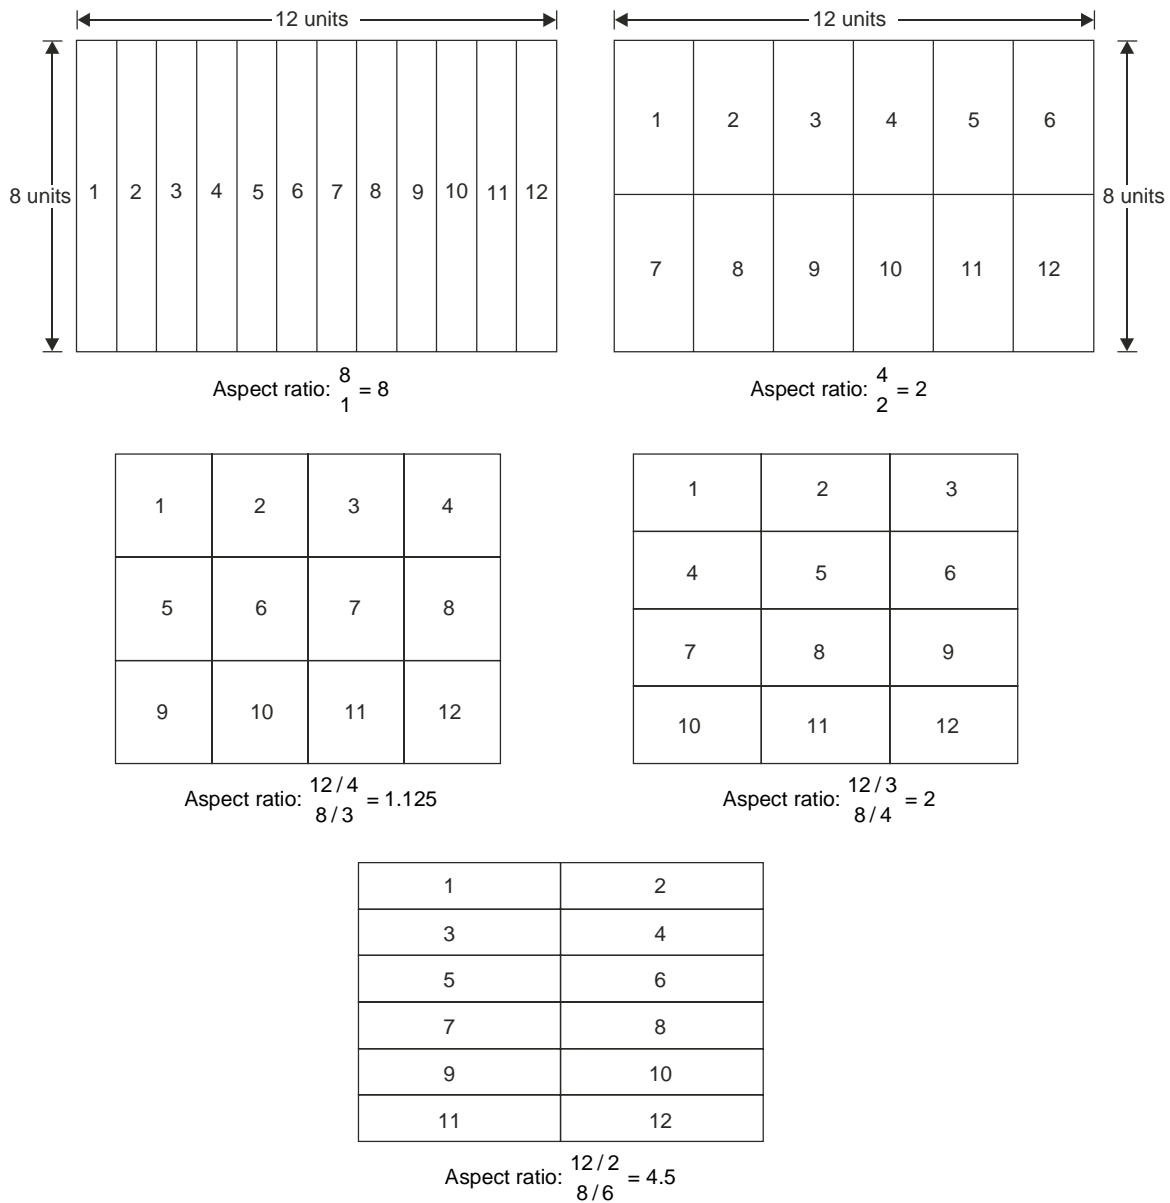 12 units 12 units
8 units 1 2 3 4 5 6 7 8 9 10 11 12
1 2 3 4 5 6
8 units
7 8 9 10 11 12
Aspect ratio: 8/1 = 8
Aspect ratio: 4/2 = 2
1 2 3 4
5 6 7 8
9 10 11 12
Aspect ratio: 12/4 / 8/3 = 1.125
1 2 3
4 5 6
7 8 9
10 11 12
Aspect ratio: 12/3 / 8/4 = 2
1 2
3 4
5 6
7 8
9 10
11 12
Aspect ratio: 12/2 / 8/6 = 4.5